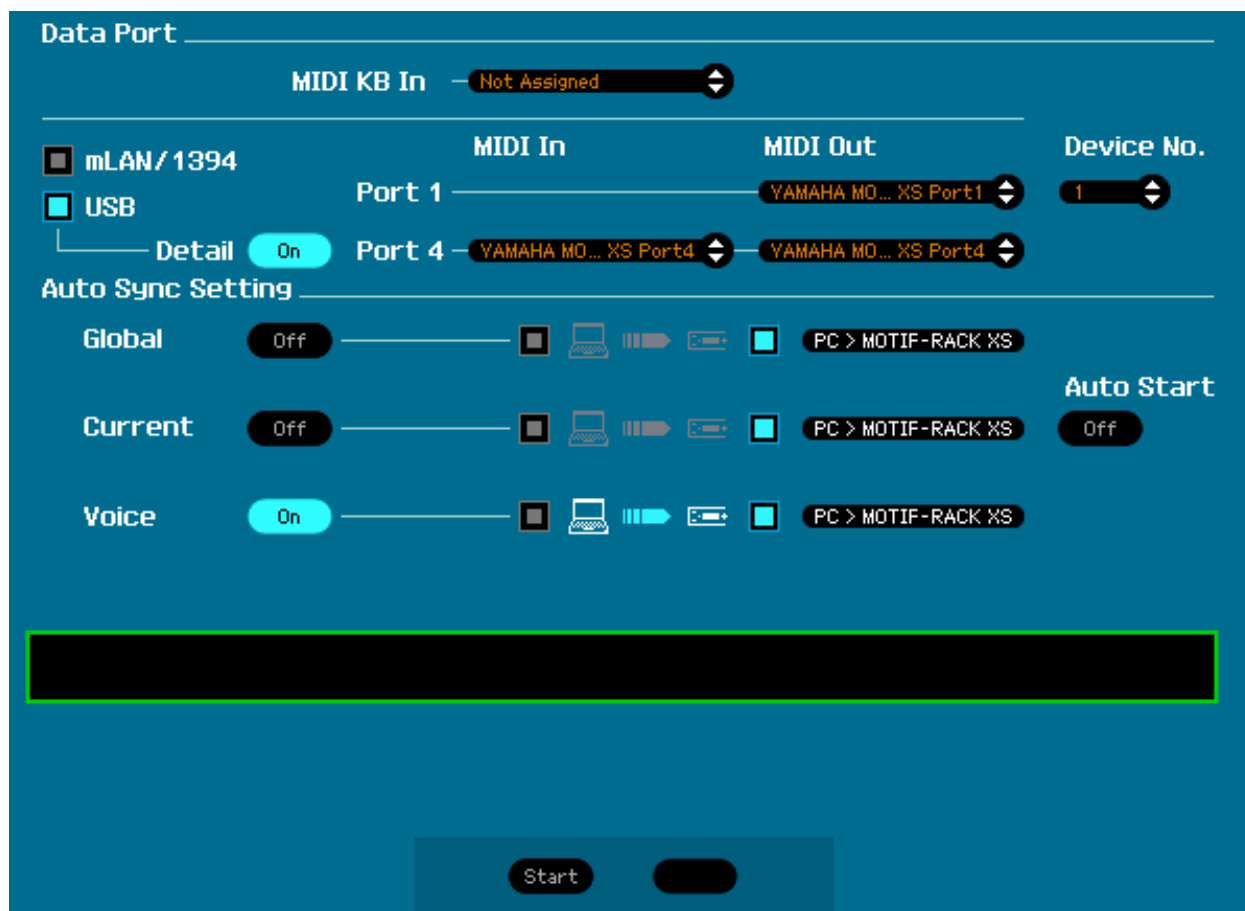 Data Port
MIDI KB In Not Assigned
MIDI In MIDI Out Device No.
mLAN/1394
Port 1 YAMAHA MO... XS Port1 1
USB
Detail On Port 4 YAMAHA MO... XS Port4 YAMAHA MO... XS Port4
Auto Sync Setting
Global Off PC > MOTIF-RACK XS
Auto Start
Current Off PC > MOTIF-RACK XS Off
Voice On PC > MOTIF-RACK XS
Start